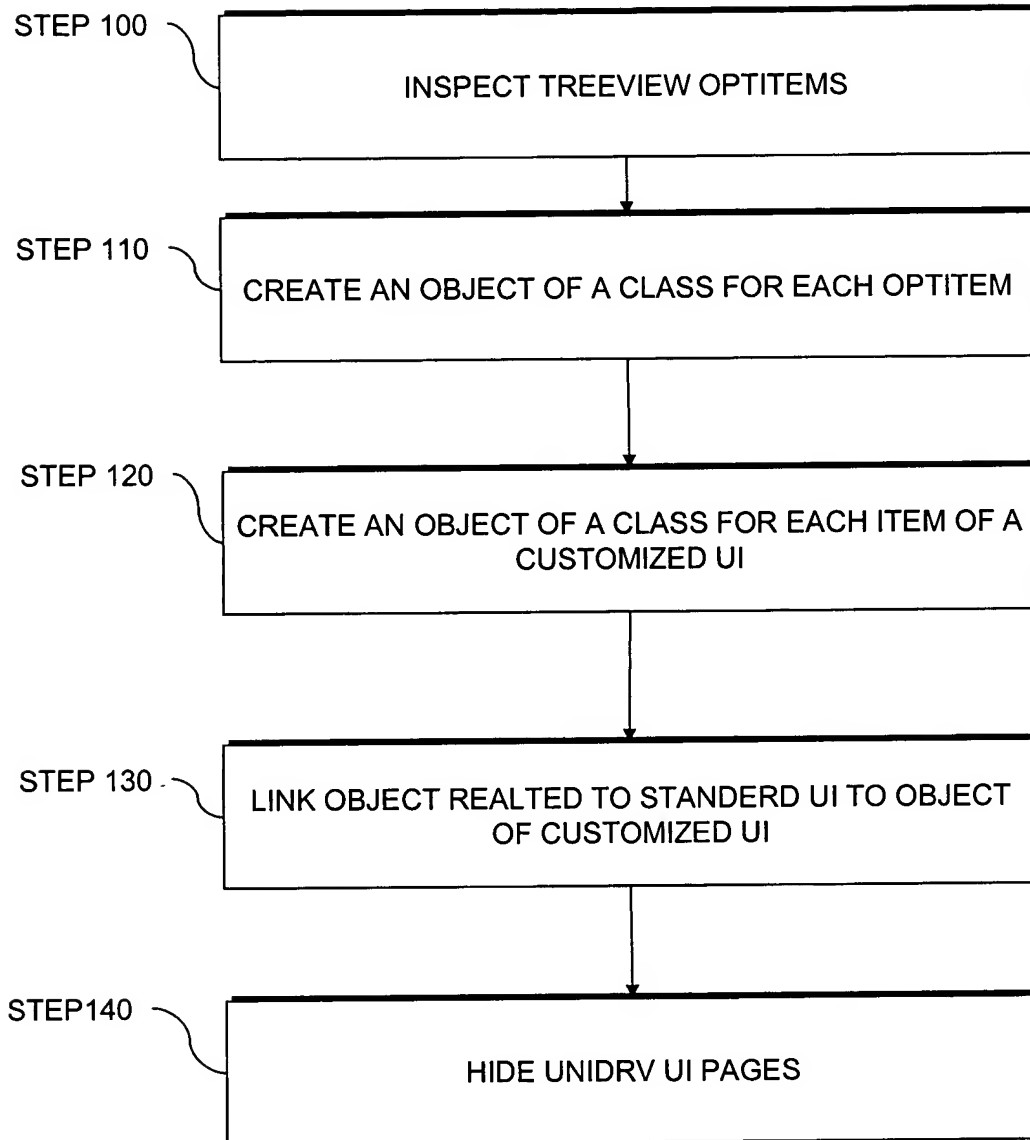 STEP 100
INSPECT TREEVIEW OPTITEMS
STEP 110
CREATE AN OBJECT OF A CLASS FOR EACH OPTITEM
STEP 120
CREATE AN OBJECT OF A CLASS FOR EACH ITEM OF A
CUSTOMIZED UI
STEP 130
LINK OBJECT REALTED TO STANDERD UI TO OBJECT
OF CUSTOMIZED UI
STEP140
HIDE UNIDRV UI PAGES